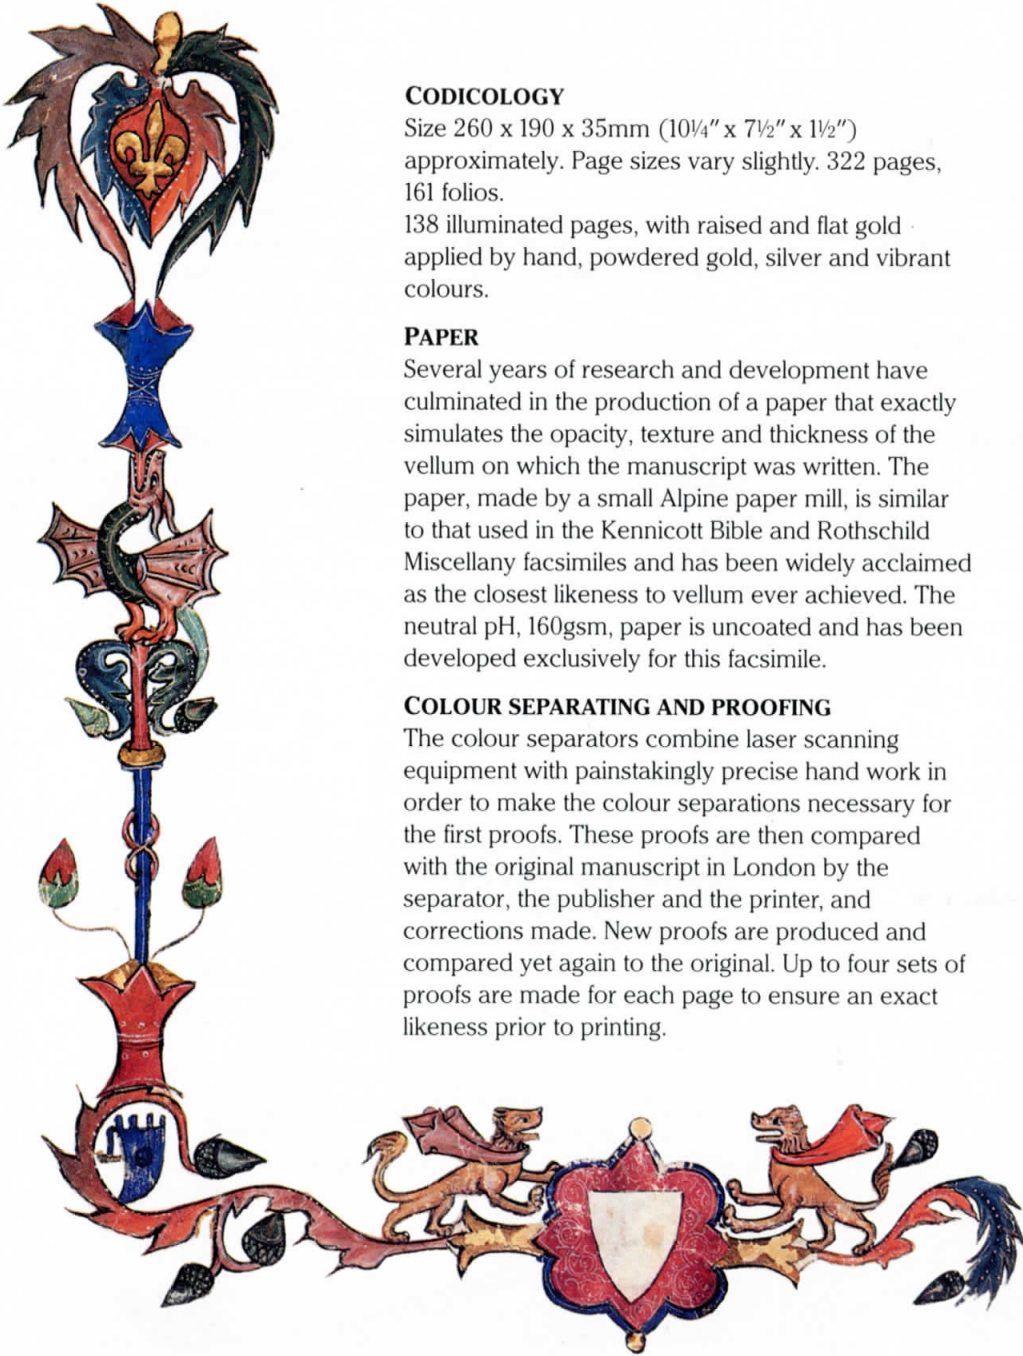 CODICOLOGY
Size 260 x 190 x 35mm (10¼" x 7½" x 1½")
approximately. Page sizes vary slightly. 322 pages,
161 folios.
138 illuminated pages, with raised and flat gold
applied by hand, powdered gold, silver and vibrant
colours.
PAPER
Several years of research and development have
culminated in the production of a paper that exactly
simulates the opacity, texture and thickness of the
vellum on which the manuscript was written. The
paper, made by a small Alpine paper mill, is similar
to that used in the Kennicott Bible and Rothschild
Miscellany facsimiles and has been widely acclaimed
as the closest likeness to vellum ever achieved. The
neutral pH, 160gsm, paper is uncoated and has been
developed exclusively for this facsimile.
COLOUR SEPARATING AND PROOFING
The colour separators combine laser scanning
equipment with painstakingly precise hand work in
order to make the colour separations necessary for
the first proofs. These proofs are then compared
with the original manuscript in London by the
separator, the publisher and the printer, and
corrections made. New proofs are produced and
compared yet again to the original. Up to four sets of
proofs are made for each page to ensure an exact
likeness prior to printing.